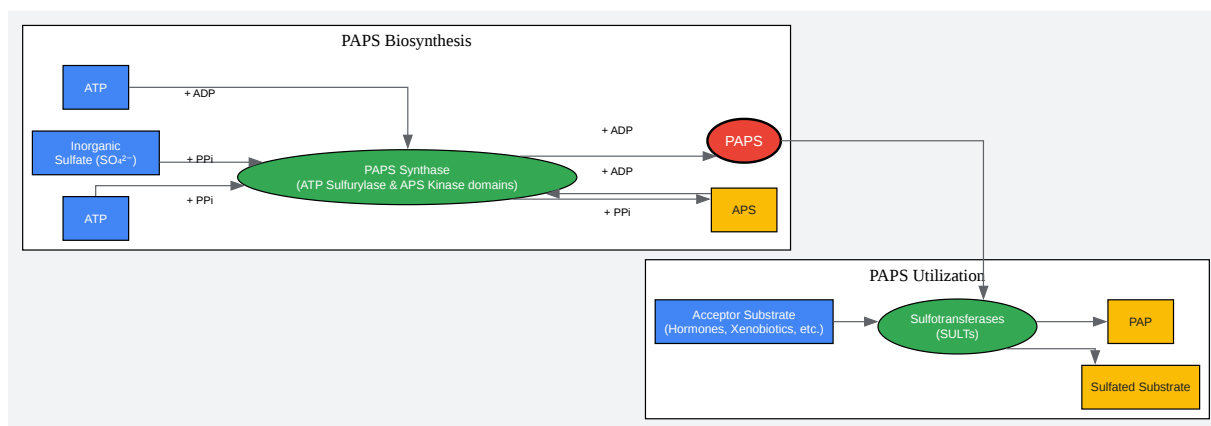 PAPS Biosynthesis
ATP
+ ADP
Inorganic
Sulfate (SO₄²⁻)
+ PPi
ATP
+ PPi
PAPS Synthase
(ATP Sulfurylase & APS Kinase domains)
+ ADP
PAPS
+ ADP
APS
+ PPi
PAPS Utilization
Acceptor Substrate
(Hormones, Xenobiotics, etc.)
Sulfotransferases
(SULTs)
PAP
Sulfated Substrate